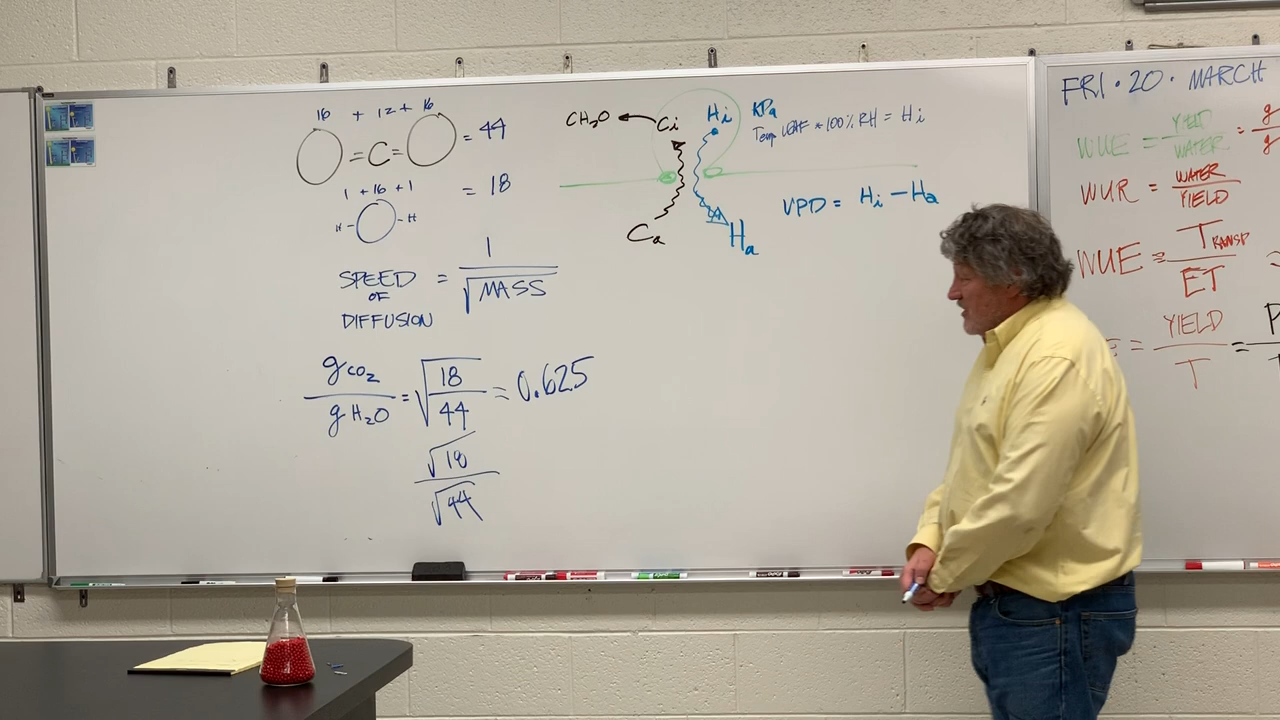 16 + 12 + 16
O = C = O = 44
1 + 16 + 1
H - O - H = 18
SPEED OF DIFFUSION = 1 / √MASS
g CO₂ / g H₂O = √18/44 = 0.625
√18 / √44
CH₂O ← Ci
Ca
Hi
Ha
KPa
Temp LEAF * 100% RH = Hi
VPD = Hi - Ha
FRI · 20 · MARCH
WUE = YIELD / WATER = g / g
WUR = WATER / YIELD
WUE = TRANSP / ET =
= YIELD / T = P